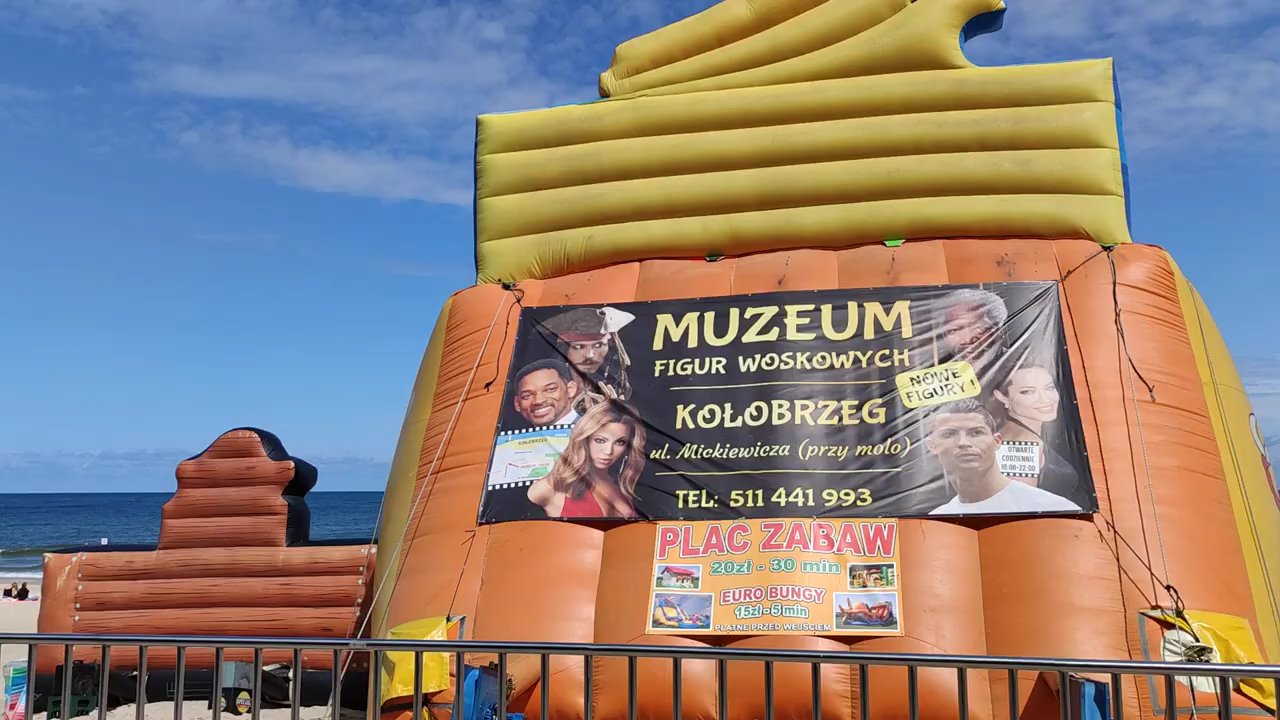 MUZEUM
FIGUR WOSKOWYCH
KOŁOBRZEG
ul. Mickiewicza (przy molo)
TEL: 511 441 993
NOWE
FIGURY!
OTWARTE
CODZIENNIE
10:00-22:00
KOŁOBRZEG
PLAC ZABAW
20zł - 30 min
EURO BUNGY
15zł - 5 min
PŁATNE PRZED WEJŚCIEM